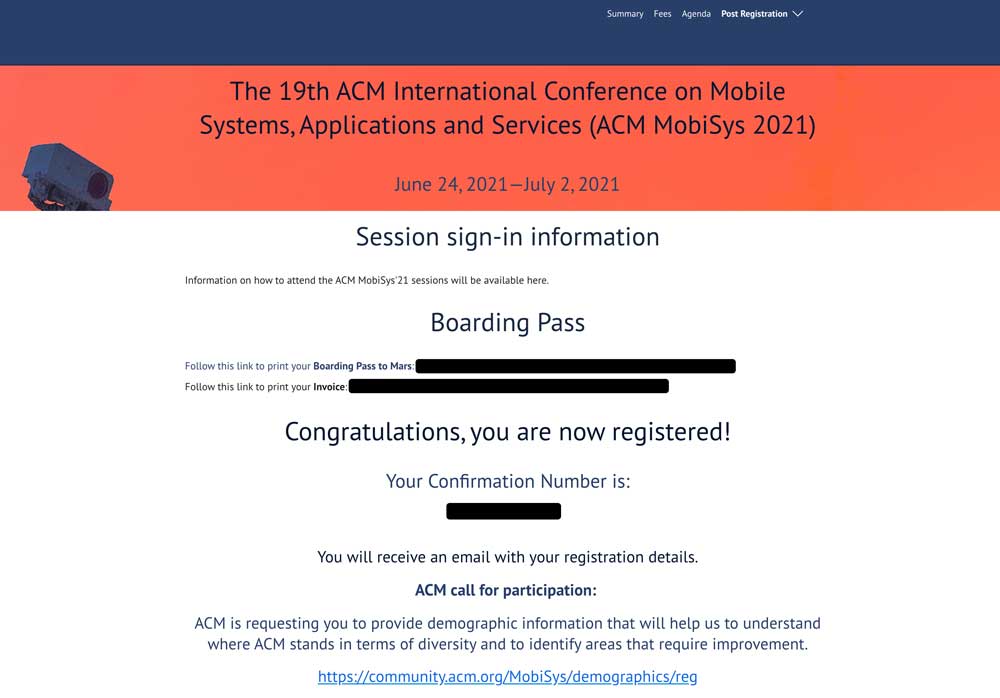 Summary Fees Agenda Post Registration
The 19th ACM International Conference on Mobile
Systems, Applications and Services (ACM MobiSys 2021)
June 24, 2021—July 2, 2021
Session sign-in information
Information on how to attend the ACM MobiSys'21 sessions will be available here.
Boarding Pass
Follow this link to print your Boarding Pass to Mars:
Follow this link to print your Invoice:
Congratulations, you are now registered!
Your Confirmation Number is:
You will receive an email with your registration details.
ACM call for participation:
ACM is requesting you to provide demographic information that will help us to understand
where ACM stands in terms of diversity and to identify areas that require improvement.
https://community.acm.org/MobiSys/demographics/reg